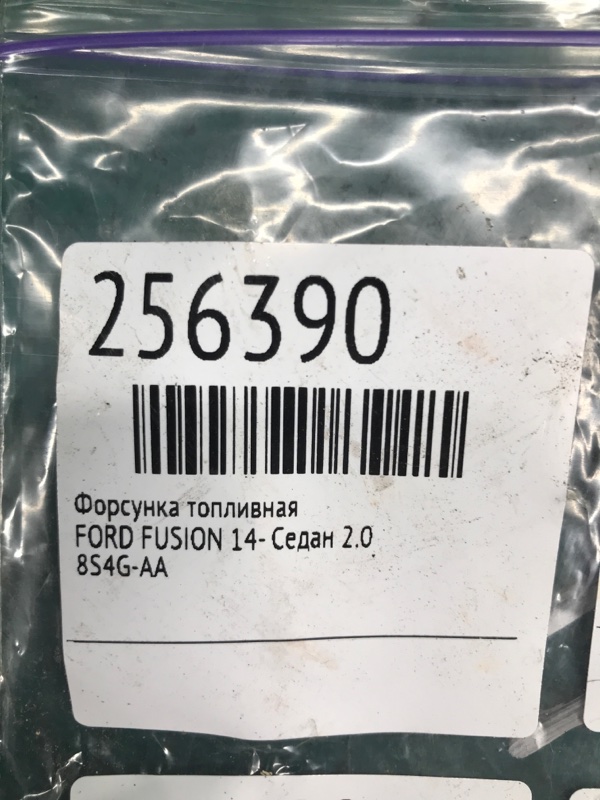 256390
Форсунка топливная
FORD FUSION 14- Седан 2.0
8S4G-AA